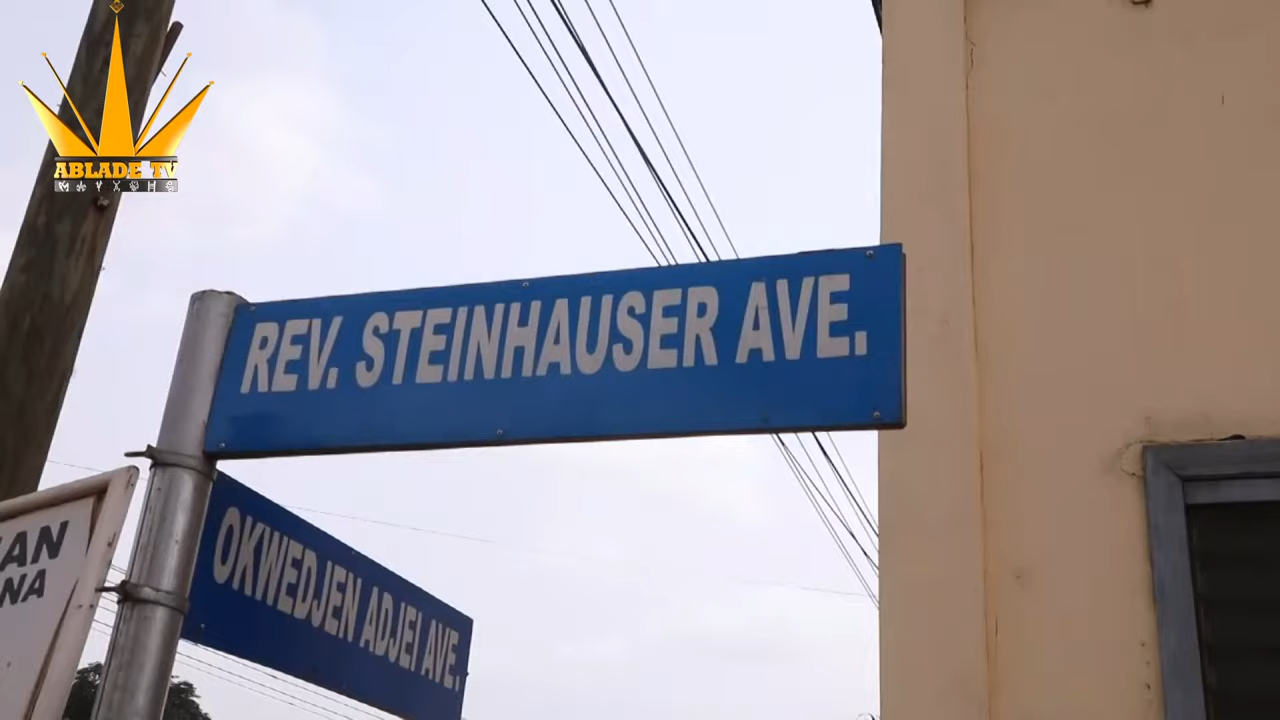 ABLADE TV
REV. STEINHAUSER AVE.
OKWEDJEN ADJEI AVE.
AN
NA